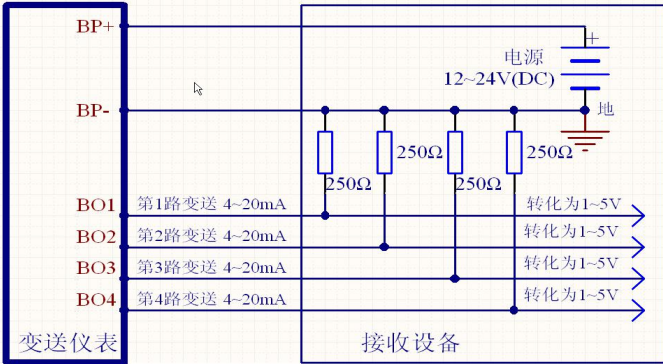 BP+
+
电源
12~24V(DC)
BP-
地
250Ω
250Ω
250Ω
250Ω
BO1 第1路变送 4~20mA 转化为1~5V
BO2 第2路变送 4~20mA 转化为1~5V
BO3 第3路变送 4~20mA 转化为1~5V
BO4 第4路变送 4~20mA 转化为1~5V
变送仪表 接收设备